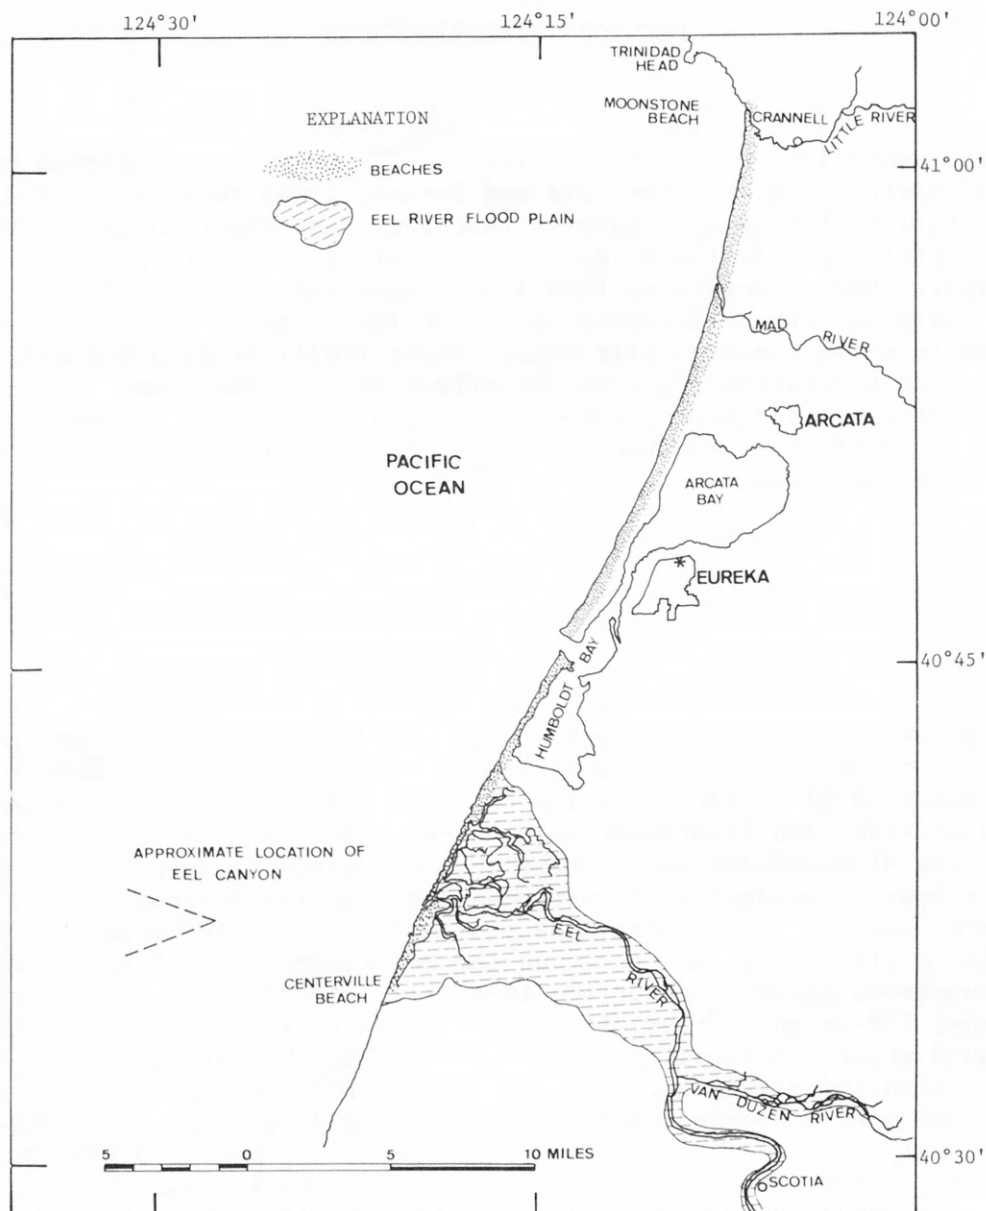 124°30'
124°15'
124°00'
TRINIDAD
HEAD
MOONSTONE
BEACH
CRANNELL
LITTLE RIVER
EXPLANATION
BEACHES
EEL RIVER FLOOD PLAIN
41°00'
MAD RIVER
ARCATA
PACIFIC
OCEAN
ARCATA
BAY
EUREKA
HUMBOLDT BAY
40°45'
APPROXIMATE LOCATION OF
EEL CANYON
EEL RIVER
CENTERVILLE
BEACH
VAN DUZEN RIVER
5 0 5 10 MILES
40°30'
SCOTIA